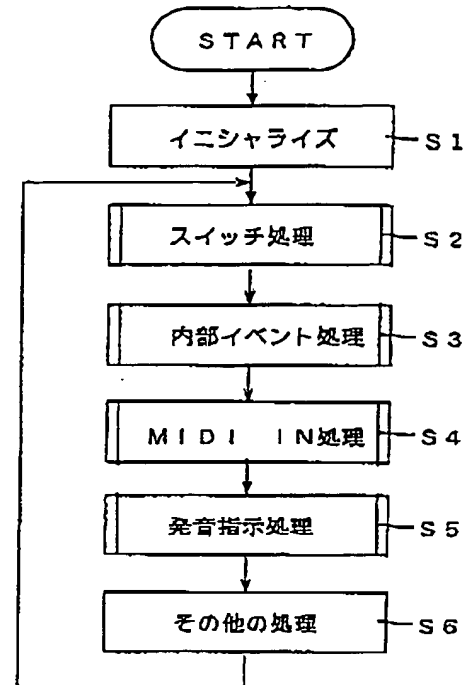 START
イニシャライズ S1
スイッチ処理 S2
内部イベント処理 S3
MIDI IN処理 S4
発音指示処理 S5
その他の処理 S6